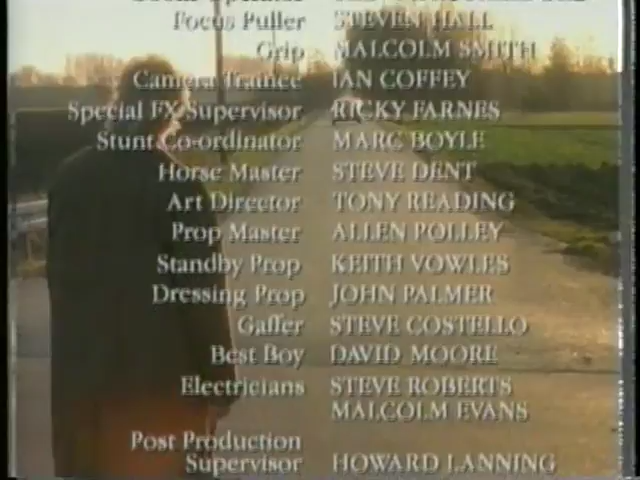 Focus Puller STEVEN HALL
Grip MALCOLM SMITH
Camera Trainee IAN COFFEY
Special FX Supervisor RICKY FARNES
Stunt Co-ordinator MARC BOYLE
Horse Master STEVE DENT
Art Director TONY READING
Prop Master ALLEN POLLEY
Standby Prop KEITH VOWLES
Dressing Prop JOHN PALMER
Gaffer STEVE COSTELLO
Best Boy DAVID MOORE
Electricians STEVE ROBERTS
MALCOLM EVANS
Post Production
Supervisor HOWARD LANNING